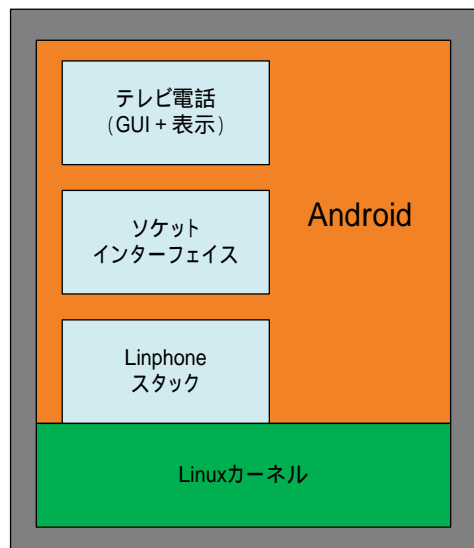 テレビ電話
(GUI + 表示)
ソケット
インターフェイス
Android
Linphone
スタック
Linuxカーネル